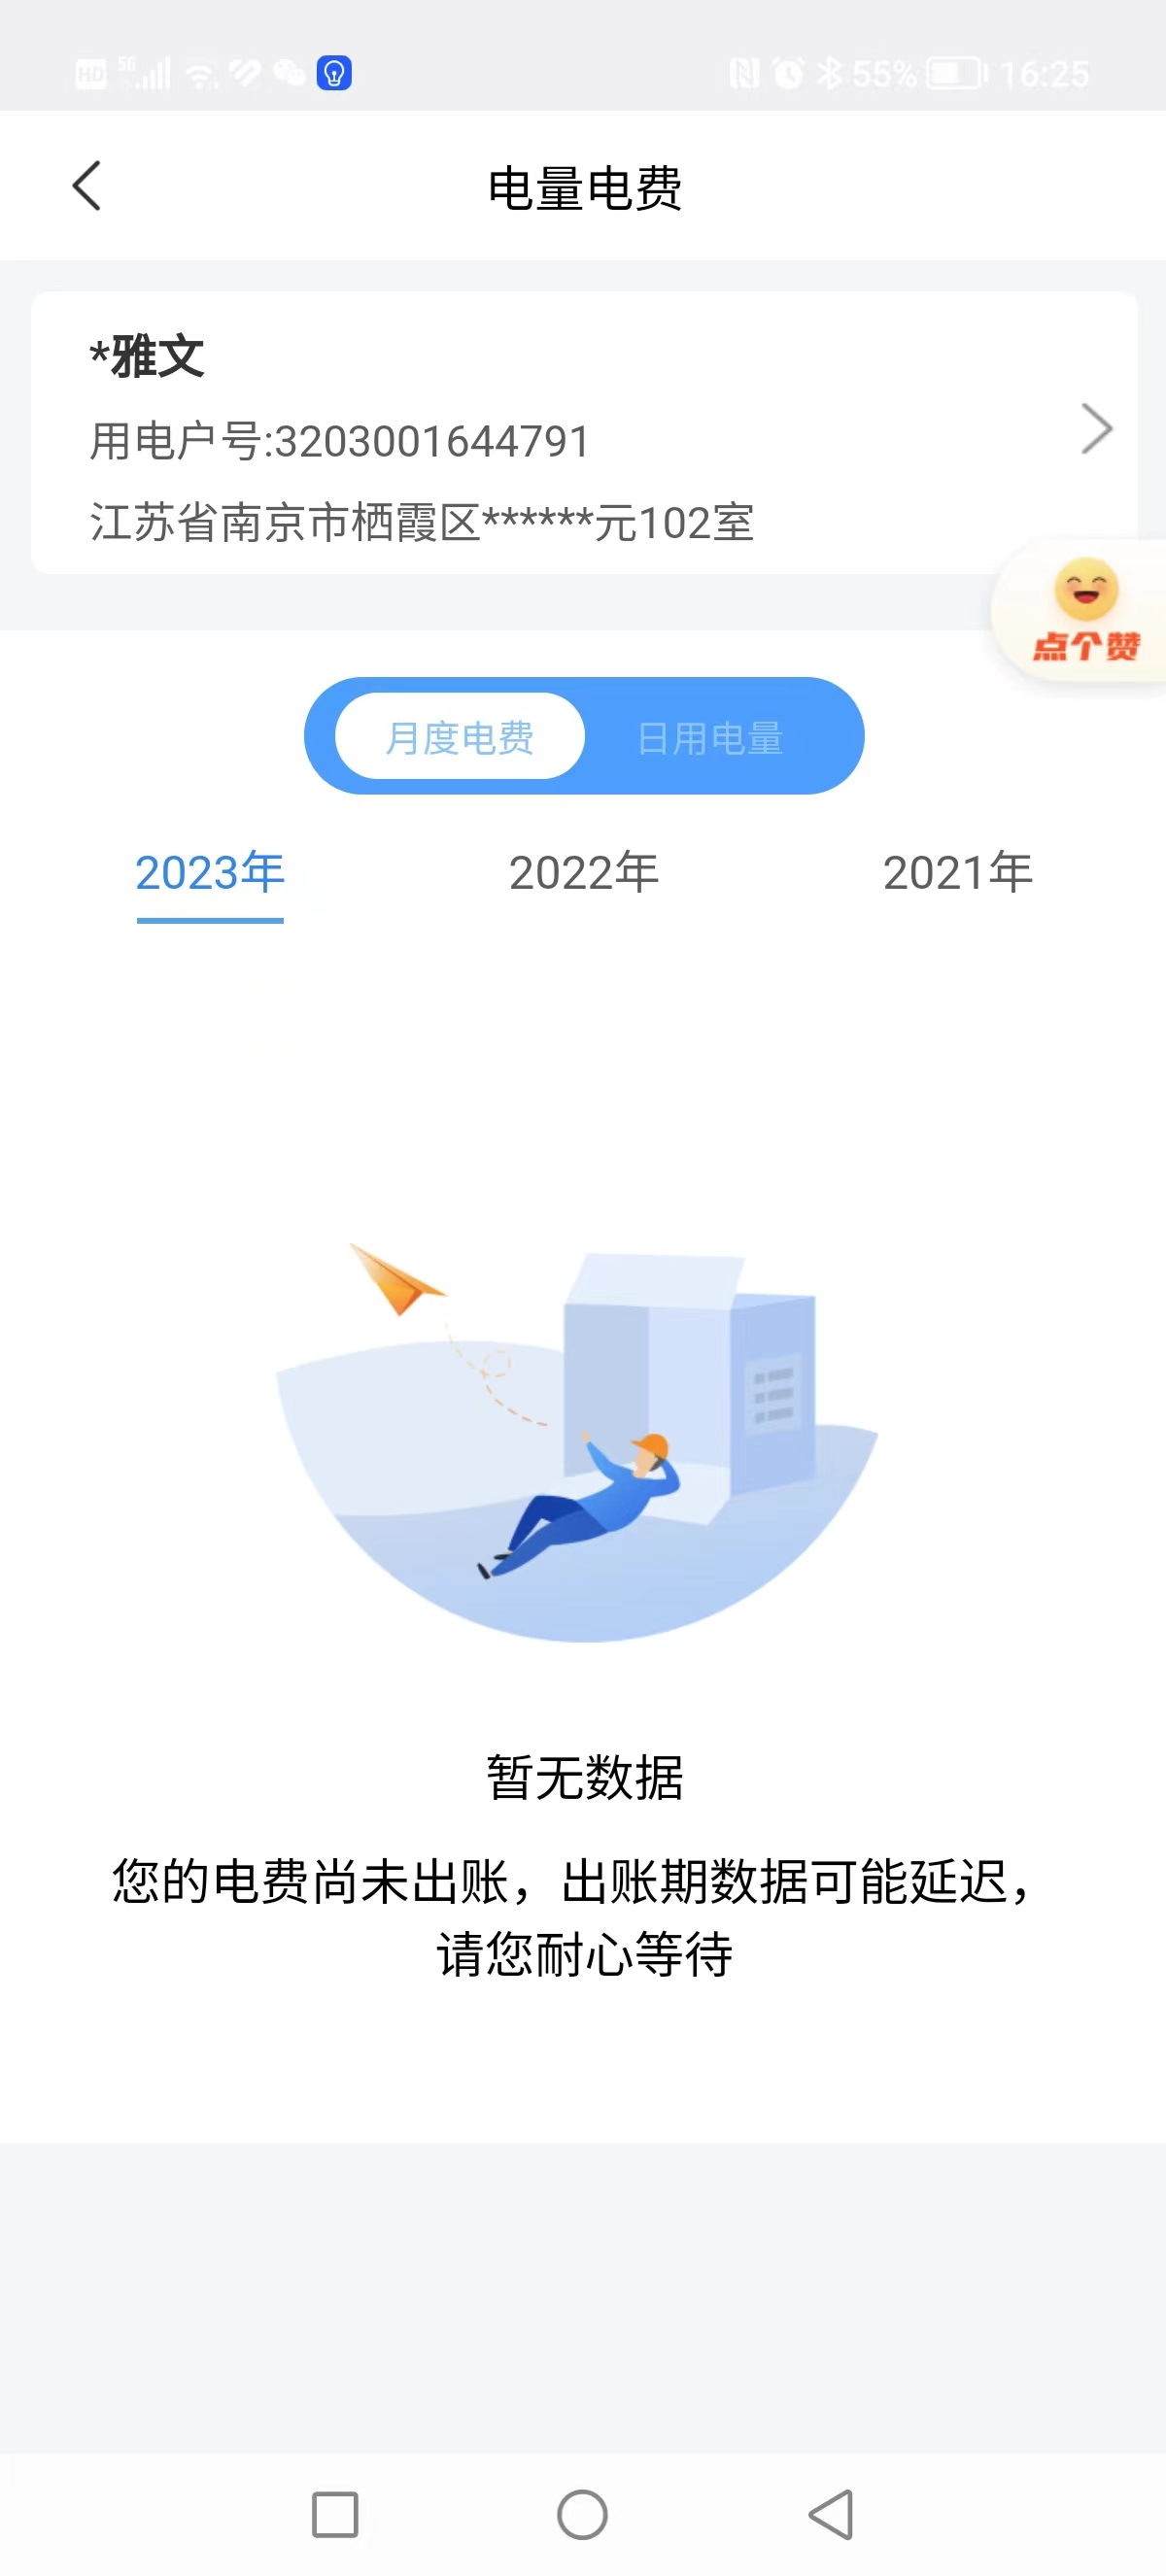 HD 5G 55% 16:25
电量电费
*雅文
用电户号:3203001644791
江苏省南京市栖霞区******元102室
点个赞
月度电费 日用电量
2023年 2022年 2021年
暂无数据
您的电费尚未出账，出账期数据可能延迟，
请您耐心等待